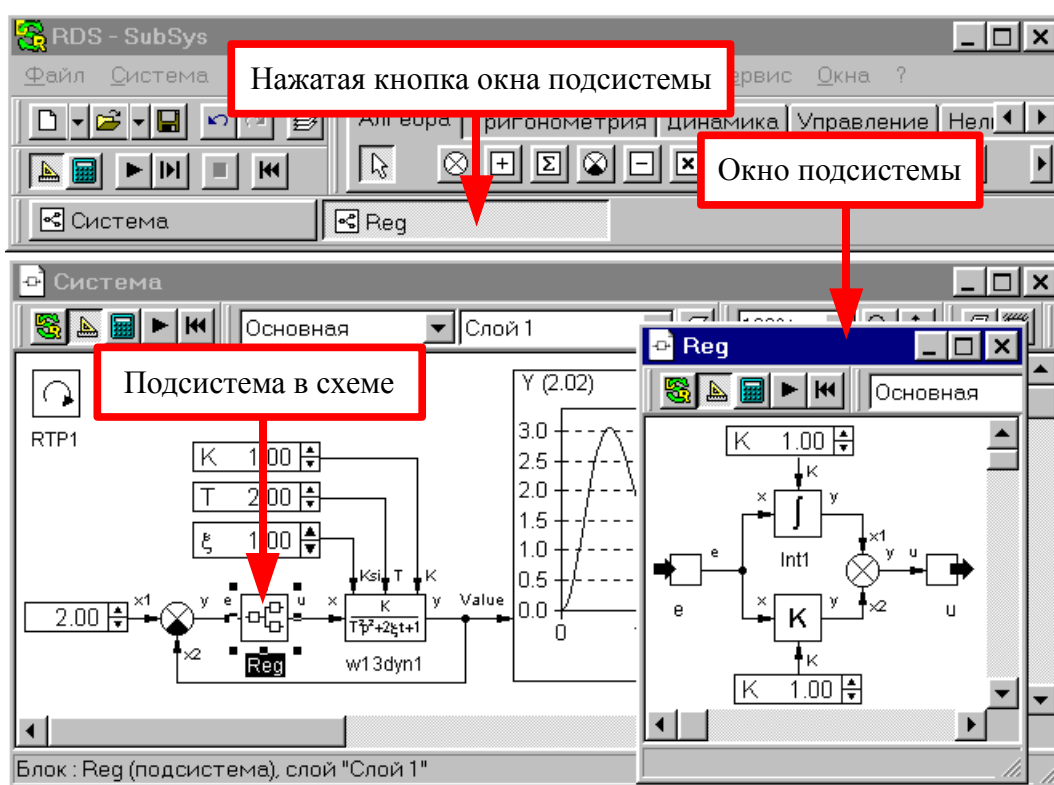 RDS - SubSys
Файл Система Окна ?
Нажатая кнопка окна подсистемы
Динамика Управление
Окно подсистемы
Система Reg
Система
Основная Слой 1
Reg
Основная
Подсистема в схеме
RTP1
Y (2.02)
3.0
2.5
2.0
1.5
1.0
0.5
0.0
0
K 1.00
T 2.00
ξ 1.00
Ksi T K
2.00 x1 y e u x y Value
x2
K
T²p²+2ξt+1
Reg
w13dyn1
K 1.00
K
x y
Int1
x1
e y u
x2
e u
x y
K
K
K 1.00
Блок : Reg (подсистема), слой "Слой 1"